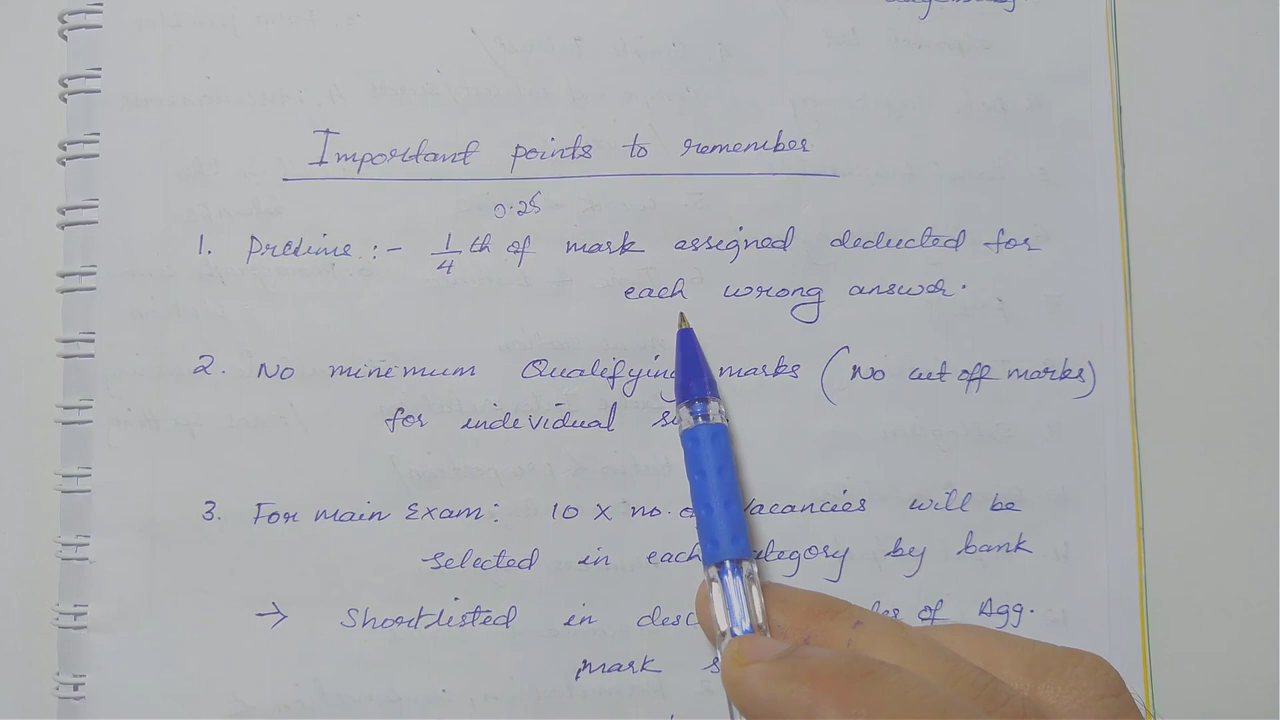 Important points to remember
0.25
1. Prelims :- 1/4 th of mark assigned deducted for
each wrong answer.
2. No minimum Qualifying marks (No cut off marks)
for individual
3. For main Exam: 10 X no. of vacancies will be
selected in each category by bank
→ Shortlisted in of Agg.
mark